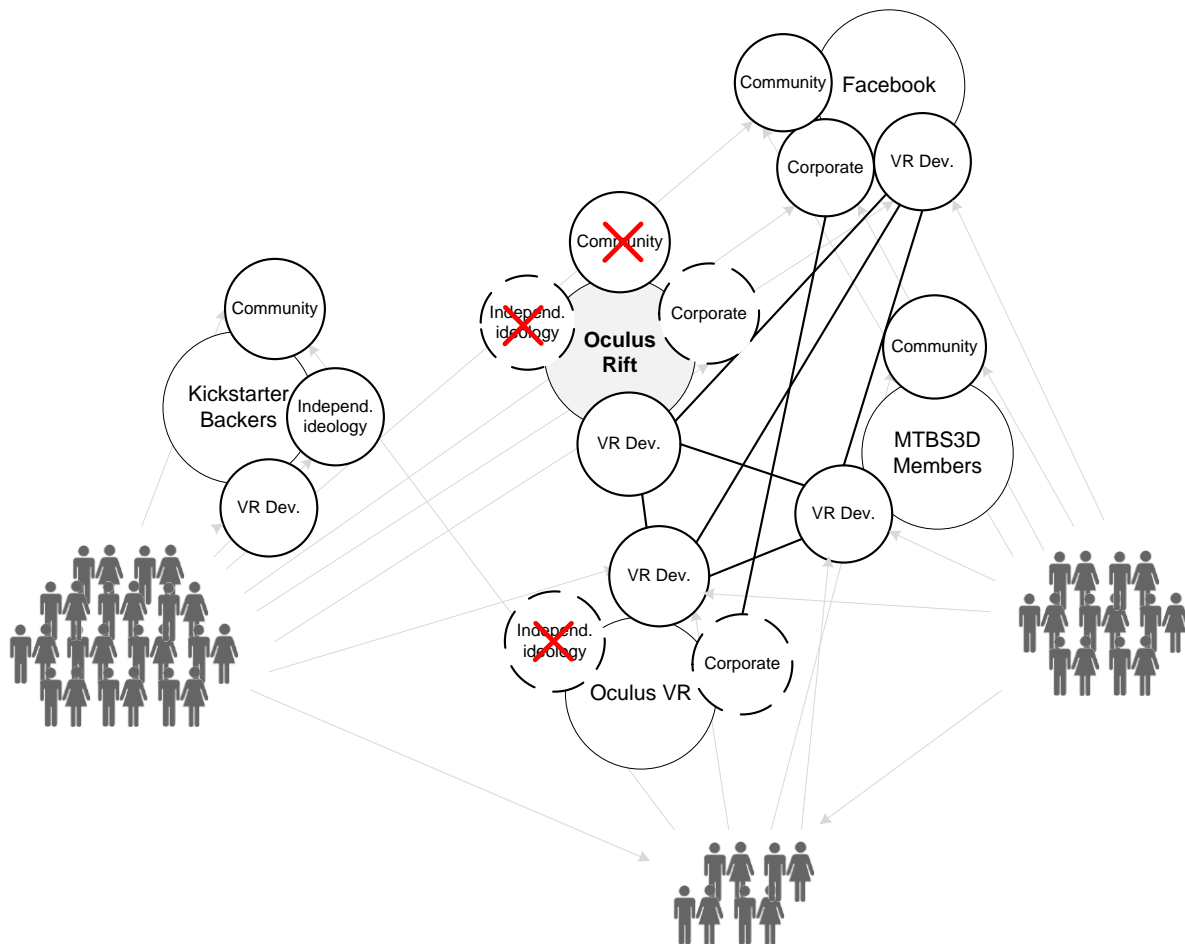 Community
Facebook
Corporate
VR Dev.
Community
Independ.
ideology
Corporate
Oculus
Rift
Community
Community
Kickstarter
Backers
Independ.
ideology
VR Dev.
VR Dev.
MTBS3D
Members
VR Dev.
VR Dev.
Independ.
ideology
Corporate
Oculus VR